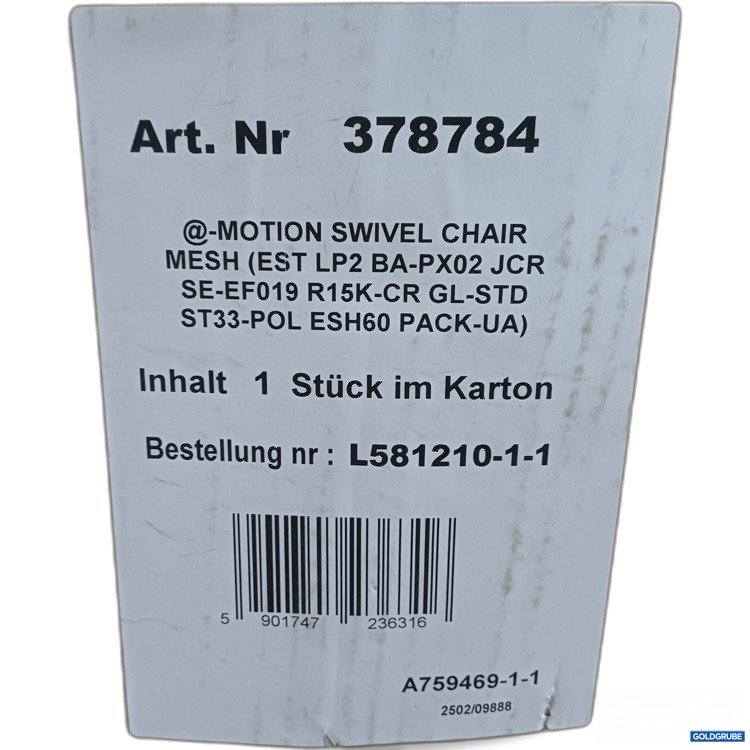 Art. Nr 378784
@-MOTION SWIVEL CHAIR
MESH (EST LP2 BA-PX02 JCR
SE-EF019 R15K-CR GL-STD
ST33-POL ESH60 PACK-UA)
Inhalt 1 Stück im Karton
Bestellung nr : L581210-1-1
5 901747 236316
A759469-1-1
2502/09888
GOLDGRUBE